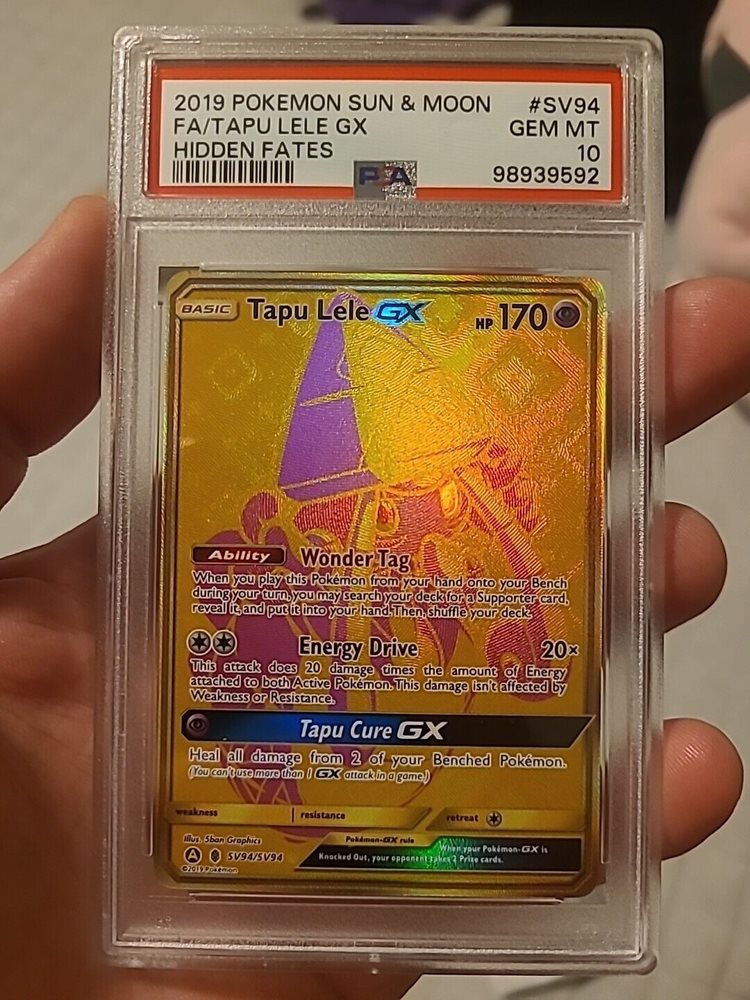 2019 POKEMON SUN & MOON #SV94
FA/TAPU LELE GX GEM MT
HIDDEN FATES 10
PSA 98939592
BASIC Tapu Lele GX HP 170
Ability Wonder Tag
When you play this Pokémon from your hand onto your Bench
during your turn, you may search your deck for a Supporter card,
reveal it, and put it into your hand. Then, shuffle your deck.
Energy Drive 20×
This attack does 20 damage times the amount of Energy
attached to both Active Pokémon. This damage isn't affected by
Weakness or Resistance.
Tapu Cure GX
Heal all damage from 2 of your Benched Pokémon.
(You can't use more than 1 GX attack in a game.)
weakness resistance retreat
Illus. 5ban Graphics Pokémon-GX rule When your Pokémon-GX is
A SV94/SV94 Knocked Out, your opponent takes 2 Prize cards.
©2019 Pokémon